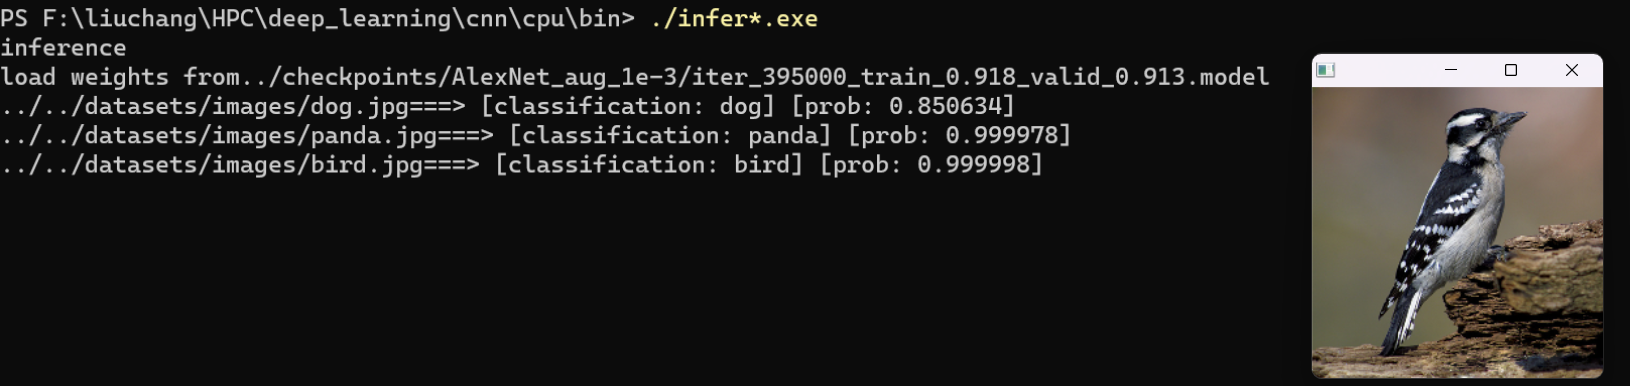 PS F:\liuchang\HPC\deep_learning\cnn\cpu\bin> ./infer*.exe
inference
load weights from../checkpoints/AlexNet_aug_1e-3/iter_395000_train_0.918_valid_0.913.model
../../datasets/images/dog.jpg===> [classification: dog] [prob: 0.850634]
../../datasets/images/panda.jpg===> [classification: panda] [prob: 0.999978]
../../datasets/images/bird.jpg===> [classification: bird] [prob: 0.999998]